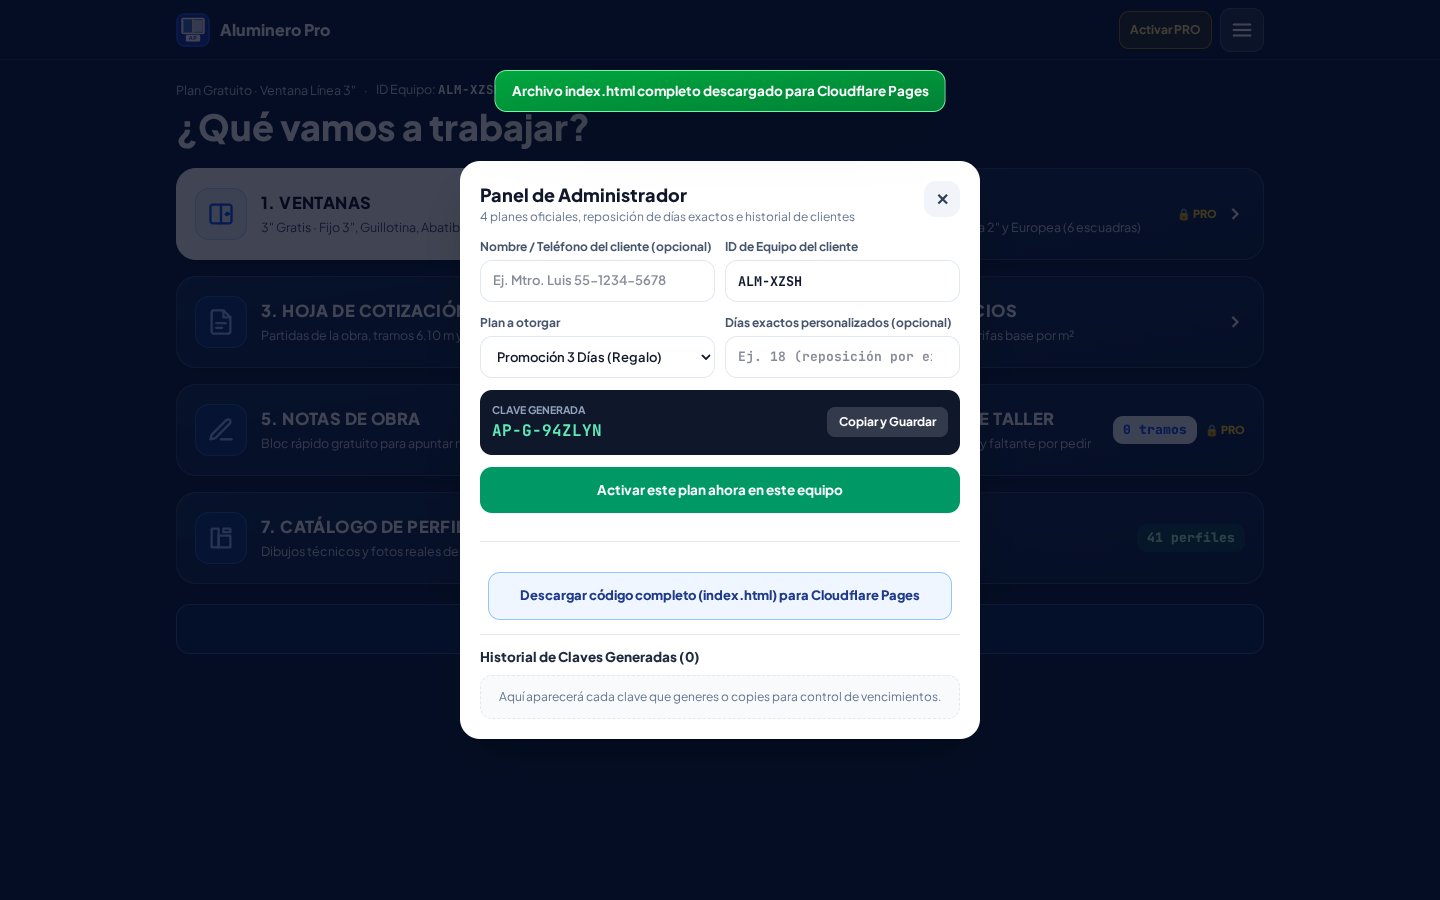 Aluminero Pro
Activar PRO
Archivo index.html completo descargado para Cloudflare Pages
Plan Gratuito · Ventana Línea 3" · ID Equipo: ALM-XZS
¿Qué vamos a trabajar?
1. VENTANAS
3" Gratis · Fijo 3", Guillotina, Abatib
a 2" y Europea (6 escuadras)
🔒 PRO
3. HOJA DE COTIZACIÓN
Partidas de la obra, tramos 6.10 m y
CIOS
rifas base por m²
5. NOTAS DE OBRA
Bloc rápido gratuito para apuntar
E TALLER
y faltante por pedir
0 tramos
🔒 PRO
7. CATÁLOGO DE PERFIL
Dibujos técnicos y fotos reales de
41 perfiles
Panel de Administrador
4 planes oficiales, reposición de días exactos e historial de clientes
×
Nombre / Teléfono del cliente (opcional)
Ej. Mtro. Luis 55-1234-5678
ID de Equipo del cliente
ALM-XZSH
Plan a otorgar
Promoción 3 Días (Regalo)
Días exactos personalizados (opcional)
Ej. 18 (reposición por e
CLAVE GENERADA
AP-G-94ZLYN
Copiar y Guardar
Activar este plan ahora en este equipo
Descargar código completo (index.html) para Cloudflare Pages
Historial de Claves Generadas (0)
Aquí aparecerá cada clave que generes o copies para control de vencimientos.